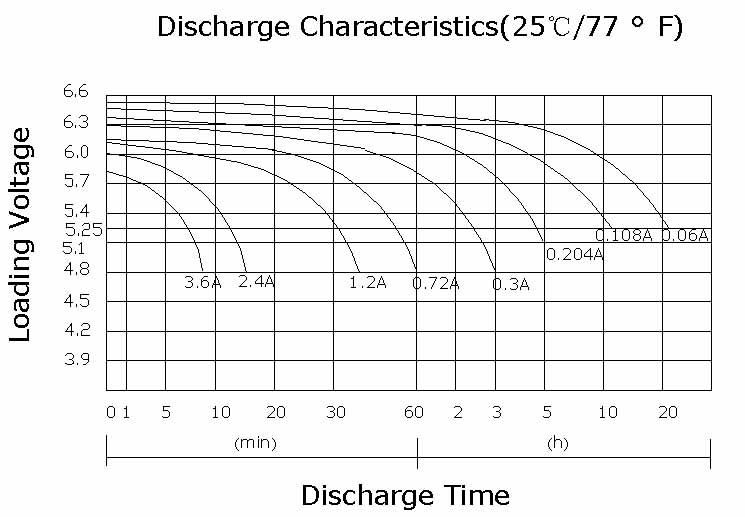 Discharge Characteristics(25℃/77 ° F)
Loading Voltage
6.6
6.3
6.0
5.7
5.4
5.25
5.1
4.8
4.5
4.2
3.9
0.108A 0.06A
0.204A
3.6A 2.4A 1.2A 0.72A 0.3A
0 1 5 10 20 30 60 2 3 5 10 20
(min) (h)
Discharge Time